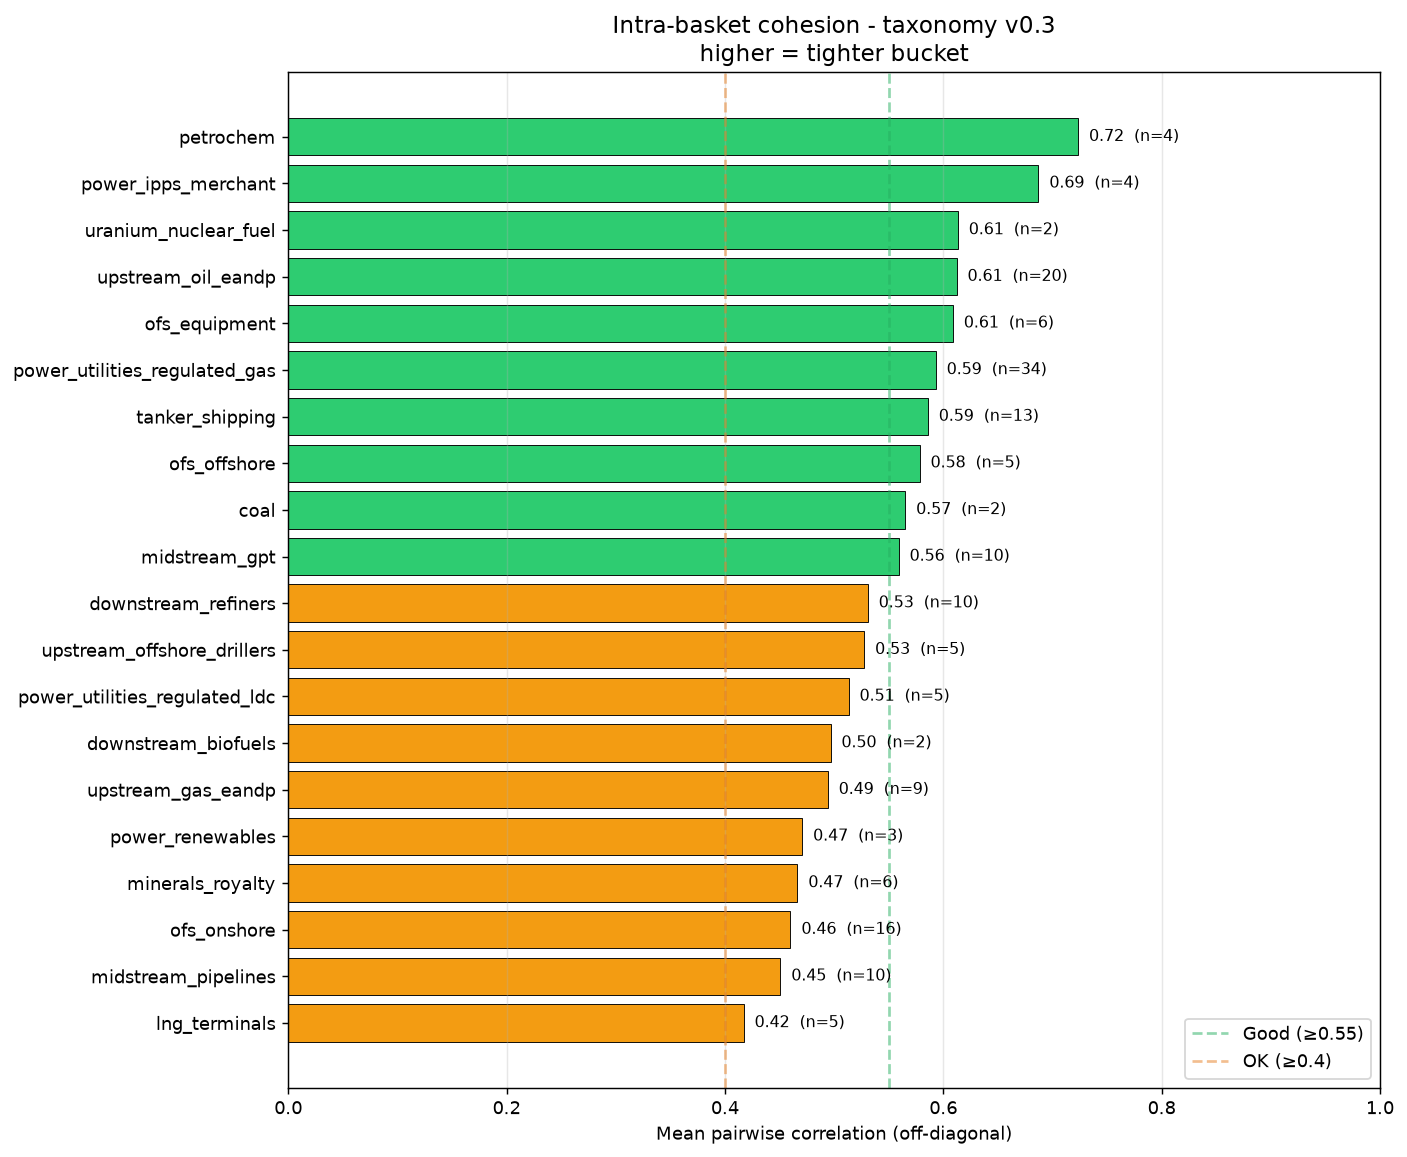 Intra-basket cohesion - taxonomy v0.3
higher = tighter bucket
petrochem 0.72 (n=4)
power_ipps_merchant 0.69 (n=4)
uranium_nuclear_fuel 0.61 (n=2)
upstream_oil_eandp 0.61 (n=20)
ofs_equipment 0.61 (n=6)
power_utilities_regulated_gas 0.59 (n=34)
tanker_shipping 0.59 (n=13)
ofs_offshore 0.58 (n=5)
coal 0.57 (n=2)
midstream_gpt 0.56 (n=10)
downstream_refiners 0.53 (n=10)
upstream_offshore_drillers 0.53 (n=5)
power_utilities_regulated_ldc 0.51 (n=5)
downstream_biofuels 0.50 (n=2)
upstream_gas_eandp 0.49 (n=9)
power_renewables 0.47 (n=3)
minerals_royalty 0.47 (n=6)
ofs_onshore 0.46 (n=16)
midstream_pipelines 0.45 (n=10)
lng_terminals 0.42 (n=5)
Good (≥0.55)
OK (≥0.4)
0.0 0.2 0.4 0.6 0.8 1.0
Mean pairwise correlation (off-diagonal)